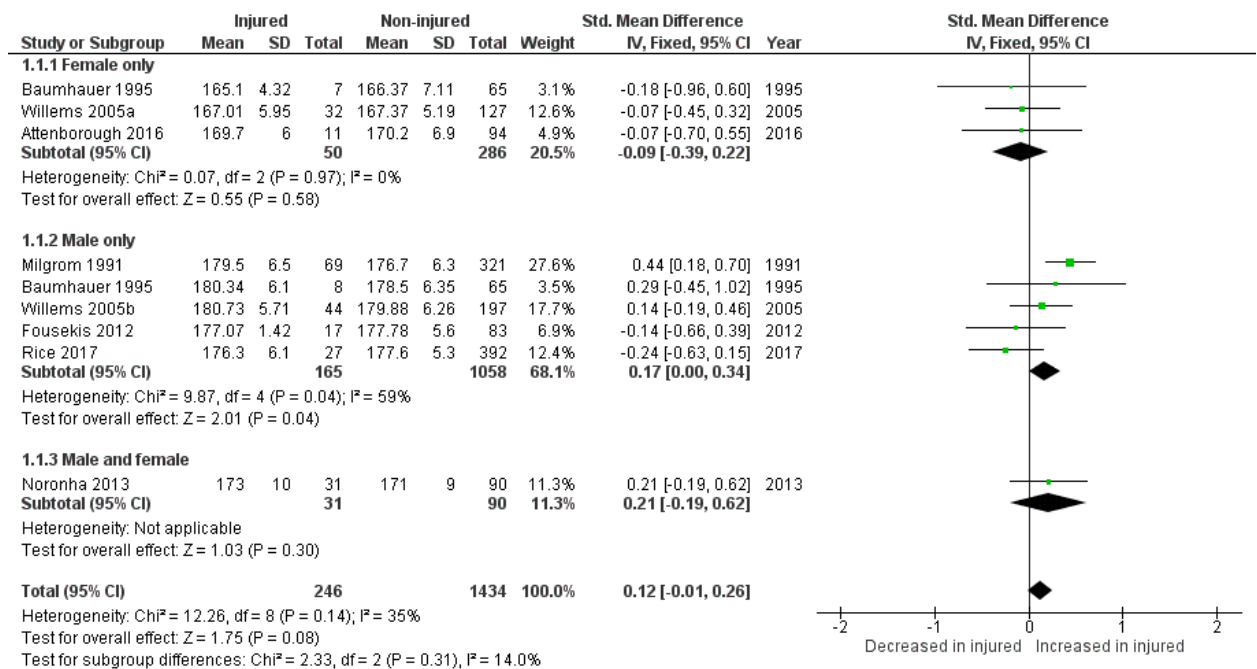 Injured Non-injured Std. Mean Difference Std. Mean Difference
Study or Subgroup Mean SD Total Mean SD Total Weight IV, Fixed, 95% CI Year IV, Fixed, 95% CI
1.1.1 Female only
Baumhauer 1995 165.1 4.32 7 166.37 7.11 65 3.1% -0.18 [-0.96, 0.60] 1995
Willems 2005a 167.01 5.95 32 167.37 5.19 127 12.6% -0.07 [-0.45, 0.32] 2005
Attenborough 2016 169.7 6 11 170.2 6.9 94 4.9% -0.07 [-0.70, 0.55] 2016
Subtotal (95% CI) 50 286 20.5% -0.09 [-0.39, 0.22]
Heterogeneity: Chi² = 0.07, df = 2 (P = 0.97); I² = 0%
Test for overall effect: Z = 0.55 (P = 0.58)
1.1.2 Male only
Milgrom 1991 179.5 6.5 69 176.7 6.3 321 27.6% 0.44 [0.18, 0.70] 1991
Baumhauer 1995 180.34 6.1 8 178.5 6.35 65 3.5% 0.29 [-0.45, 1.02] 1995
Willems 2005b 180.73 5.71 44 179.88 6.26 197 17.7% 0.14 [-0.19, 0.46] 2005
Fousekis 2012 177.07 1.42 17 177.78 5.6 83 6.9% -0.14 [-0.66, 0.39] 2012
Rice 2017 176.3 6.1 27 177.6 5.3 392 12.4% -0.24 [-0.63, 0.15] 2017
Subtotal (95% CI) 165 1058 68.1% 0.17 [0.00, 0.34]
Heterogeneity: Chi² = 9.87, df = 4 (P = 0.04); I² = 59%
Test for overall effect: Z = 2.01 (P = 0.04)
1.1.3 Male and female
Noronha 2013 173 10 31 171 9 90 11.3% 0.21 [-0.19, 0.62] 2013
Subtotal (95% CI) 31 90 11.3% 0.21 [-0.19, 0.62]
Heterogeneity: Not applicable
Test for overall effect: Z = 1.03 (P = 0.30)
Total (95% CI) 246 1434 100.0% 0.12 [-0.01, 0.26]
Heterogeneity: Chi² = 12.26, df = 8 (P = 0.14); I² = 35%
Test for overall effect: Z = 1.75 (P = 0.08)
Test for subgroup differences: Chi² = 2.33, df = 2 (P = 0.31), I² = 14.0%
-2 -1 0 1 2
Decreased in injured Increased in injured